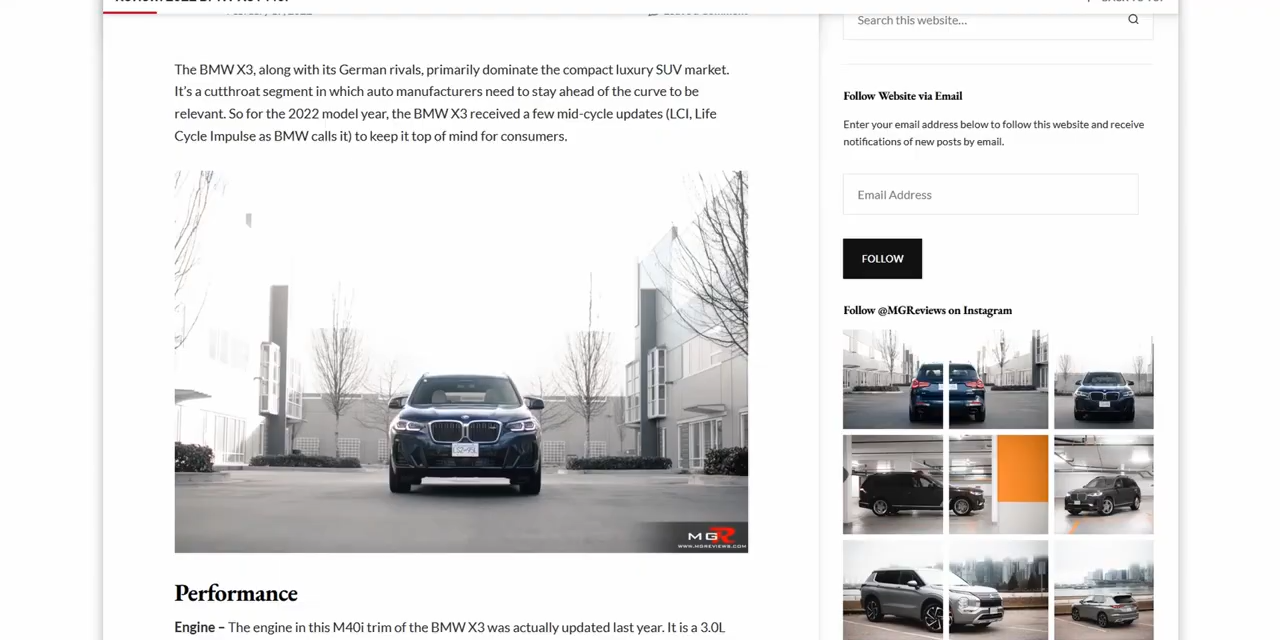 Search this website…
The BMW X3, along with its German rivals, primarily dominate the compact luxury SUV market.
It's a cutthroat segment in which auto manufacturers need to stay ahead of the curve to be
relevant. So for the 2022 model year, the BMW X3 received a few mid-cycle updates (LCI, Life
Cycle Impulse as BMW calls it) to keep it top of mind for consumers.
MGR
WWW.MGREVIEWS.COM
Performance
Engine – The engine in this M40i trim of the BMW X3 was actually updated last year. It is a 3.0L
Follow Website via Email
Enter your email address below to follow this website and receive
notifications of new posts by email.
Email Address
FOLLOW
Follow @MGReviews on Instagram